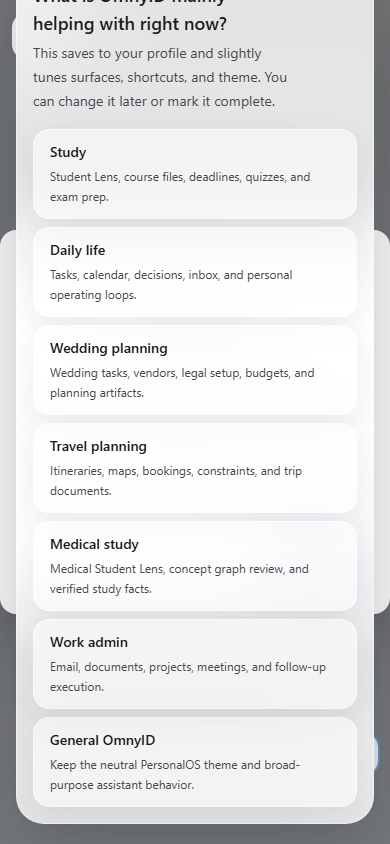 What is OmnyID mainly
helping with right now?
This saves to your profile and slightly
tunes surfaces, shortcuts, and theme. You
can change it later or mark it complete.
Study
Student Lens, course files, deadlines, quizzes, and
exam prep.
Daily life
Tasks, calendar, decisions, inbox, and personal
operating loops.
Wedding planning
Wedding tasks, vendors, legal setup, budgets, and
planning artifacts.
Travel planning
Itineraries, maps, bookings, constraints, and trip
documents.
Medical study
Medical Student Lens, concept graph review, and
verified study facts.
Work admin
Email, documents, projects, meetings, and follow-up
execution.
General OmnyID
Keep the neutral PersonalOS theme and broad-
purpose assistant behavior.